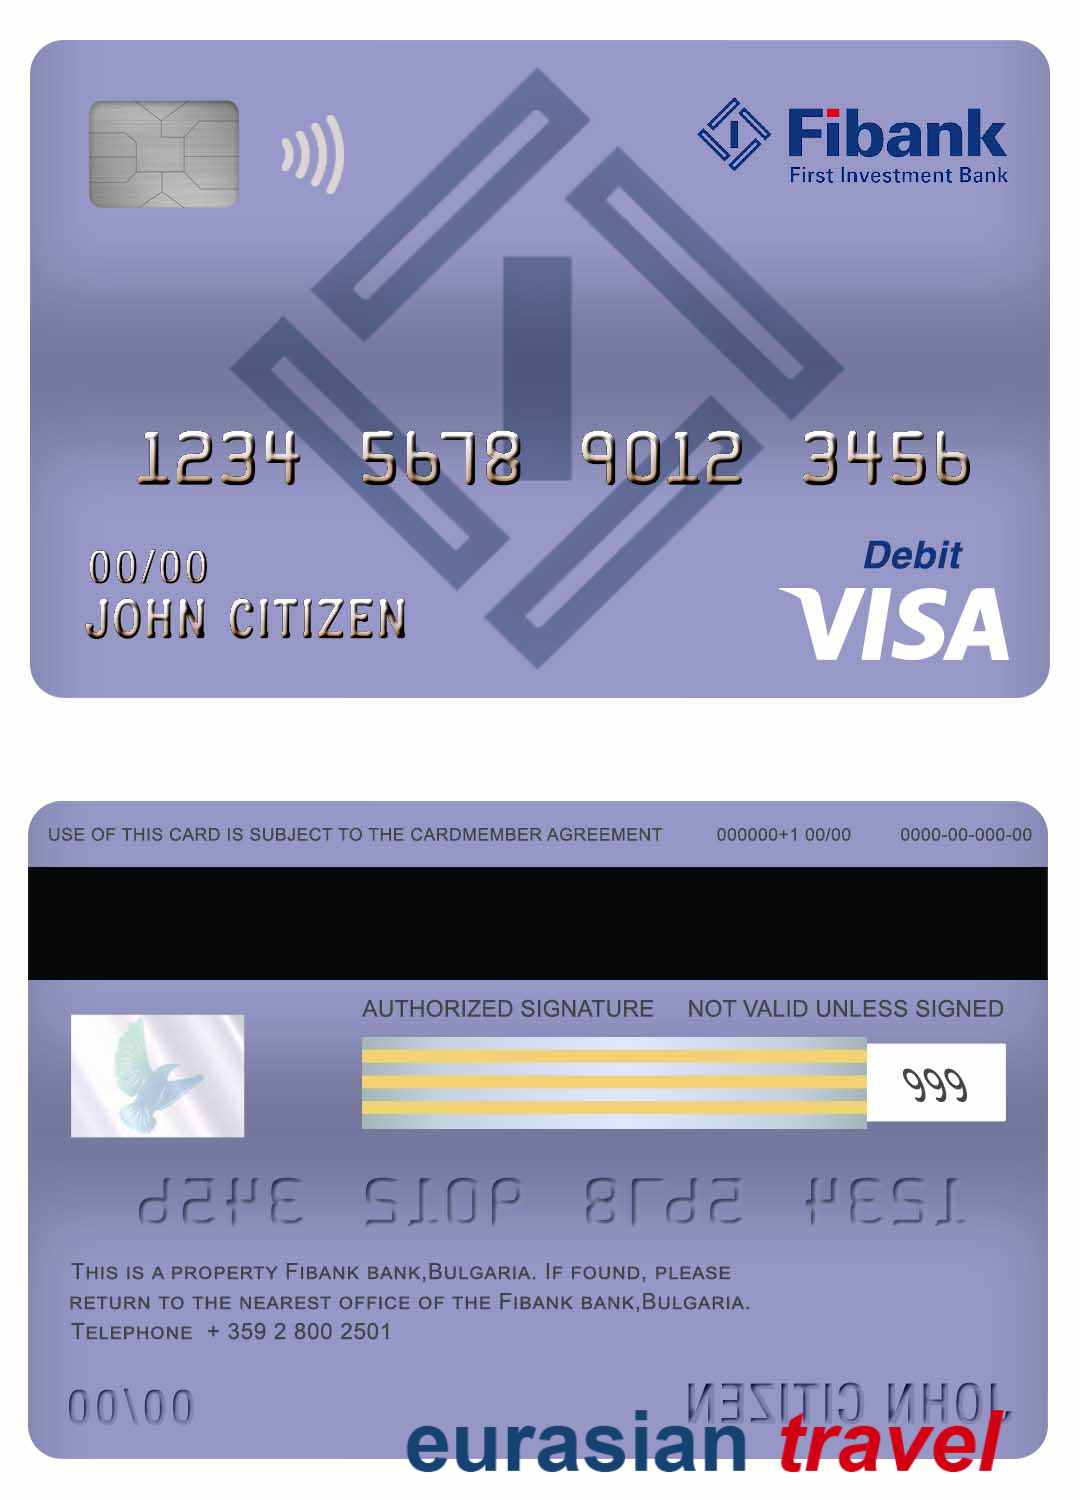 Fibank
First Investment Bank
1234 5678 9012 3456
00/00
JOHN CITIZEN
Debit
VISA
USE OF THIS CARD IS SUBJECT TO THE CARDMEMBER AGREEMENT 000000+1 00/00 0000-00-000-00
AUTHORIZED SIGNATURE NOT VALID UNLESS SIGNED
999
1234 5678 9012 3456
THIS IS A PROPERTY FIBANK BANK,BULGARIA. IF FOUND, PLEASE
RETURN TO THE NEAREST OFFICE OF THE FIBANK BANK,BULGARIA.
TELEPHONE + 359 2 800 2501
00/00
JOHN CITIZEN
eurasian travel